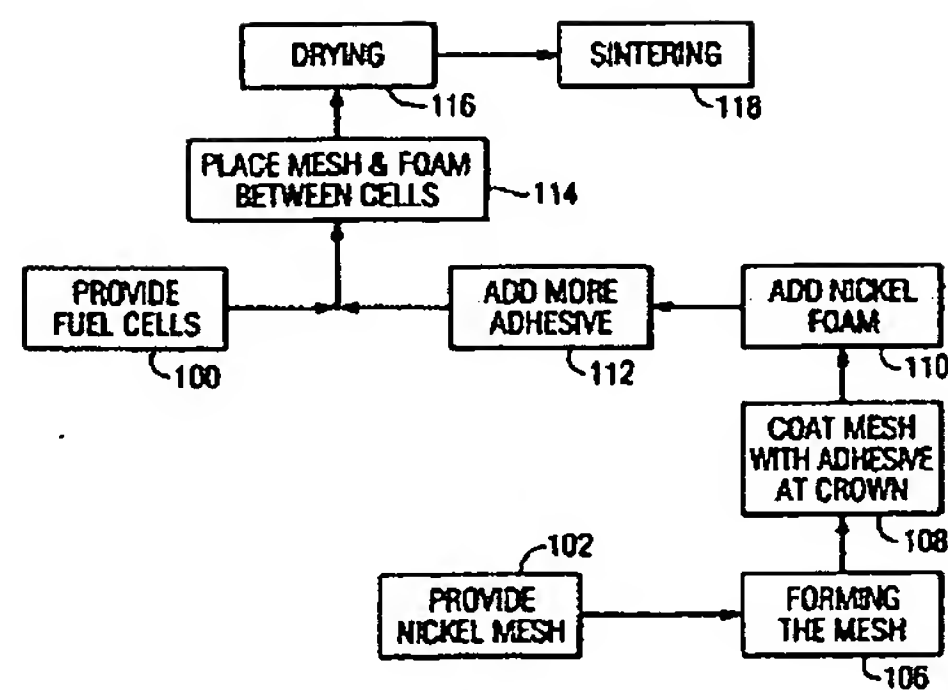 DRYING
116
SINTERING
118
PLACE MESH & FOAM
BETWEEN CELLS
114
PROVIDE
FUEL CELLS
100
ADD MORE
ADHESIVE
112
ADD NICKEL
FOAM
110
COAT MESH
WITH ADHESIVE
AT CROWN
108
102
PROVIDE
NICKEL MESH
FORMING
THE MESH
106